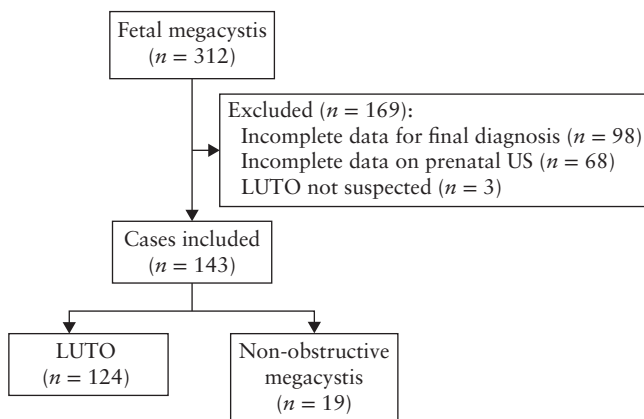 Fetal megacystis
(n = 312)
Excluded (n = 169):
Incomplete data for final diagnosis (n = 98)
Incomplete data on prenatal US (n = 68)
LUTO not suspected (n = 3)
Cases included
(n = 143)
LUTO
(n = 124)
Non-obstructive
megacystis
(n = 19)